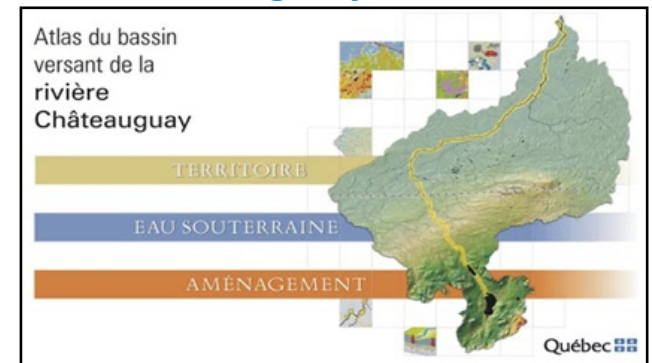 Atlas du bassin
versant de la
rivière
Châteauguay
TERRITOIRE
EAU SOUTERRAINE
AMÉNAGEMENT
Québec